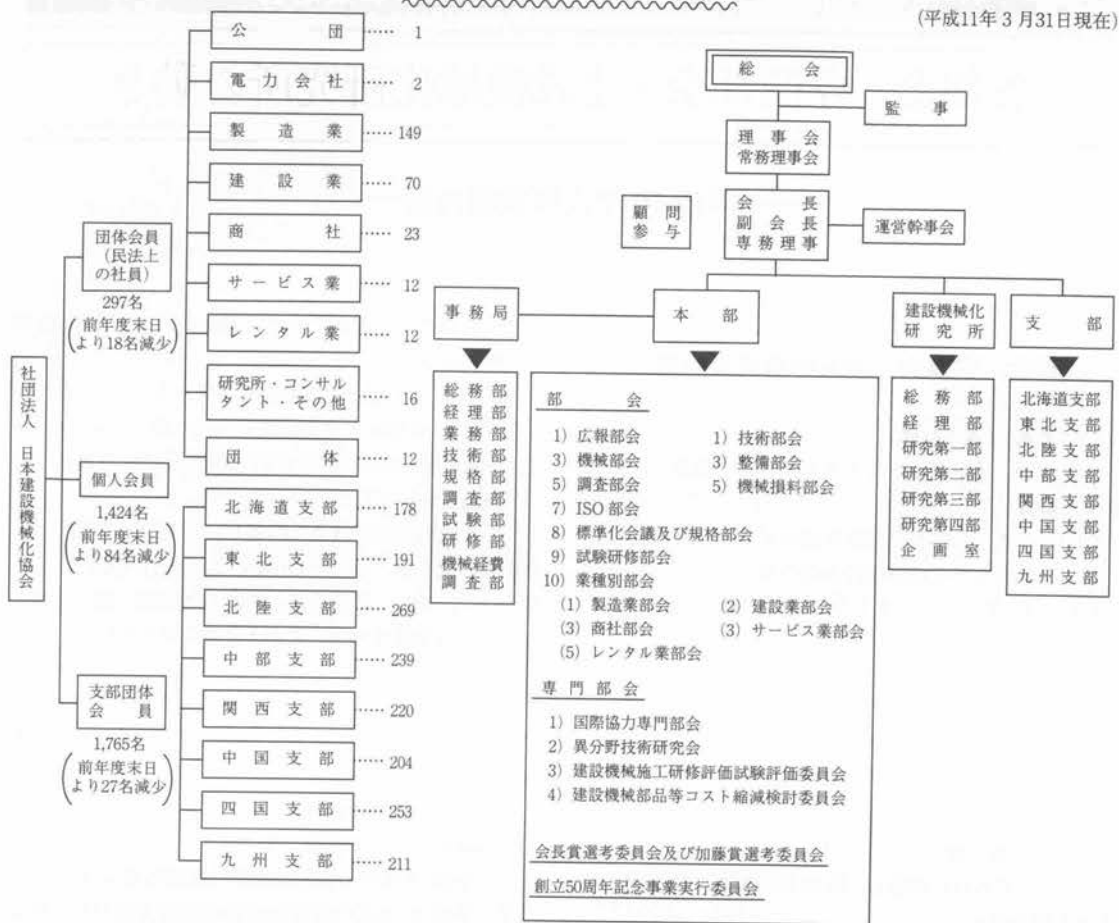 (平成11年3月31日現在)
社団法人 日本建設機械化協会
団体会員
(民法上
の社員)
297名
(前年度末日
より18名減少)
公団……1
電力会社……2
製造業……149
建設業……70
商社……23
サービス業……12
レンタル業……12
研究所・コンサル
タント・その他……16
団体……12
個人会員
1,424名
(前年度末日
より84名減少)
支部団体
会員
1,765名
(前年度末日
より27名減少)
北海道支部……178
東北支部……191
北陸支部……269
中部支部……239
関西支部……220
中国支部……204
四国支部……253
九州支部……211
総会
監事
理事会
常務理事会
顧問
参与
会長
副会長
専務理事
運営幹事会
事務局
総務部
経理部
業務部
技術部
規格部
調査部
試験部
研修部
機械経費
調査部
本部
部会
1) 広報部会 1) 技術部会
3) 機械部会 3) 整備部会
5) 調査部会 5) 機械損料部会
7) ISO部会
8) 標準化会議及び規格部会
9) 試験研修部会
10) 業種別部会
(1) 製造業部会 (2) 建設業部会
(3) 商社部会 (3) サービス業部会
(5) レンタル業部会
専門部会
1) 国際協力専門部会
2) 異分野技術研究会
3) 建設機械施工研修評価試験評価委員会
4) 建設機械部品等コスト縮減検討委員会
会長賞選考委員会及び加藤賞選考委員会
創立50周年記念事業実行委員会
建設機械化
研究所
総務部
経理部
研究第一部
研究第二部
研究第三部
研究第四部
企画室
支部
北海道支部
東北支部
北陸支部
中部支部
関西支部
中国支部
四国支部
九州支部